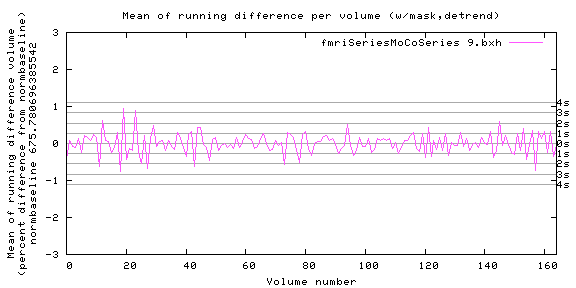 Mean of running difference per volume (w/mask,detrend)
fmriSeriesMoCoSeries 9.bxh
Mean of running difference volume
(percent difference from normbaseline)
normbaseline 675.780696385542
3
2
1
0
-1
-2
-3
4s
3s
2s
1s
0s
1s
2s
3s
4s
0 20 40 60 80 100 120 140 160
Volume number